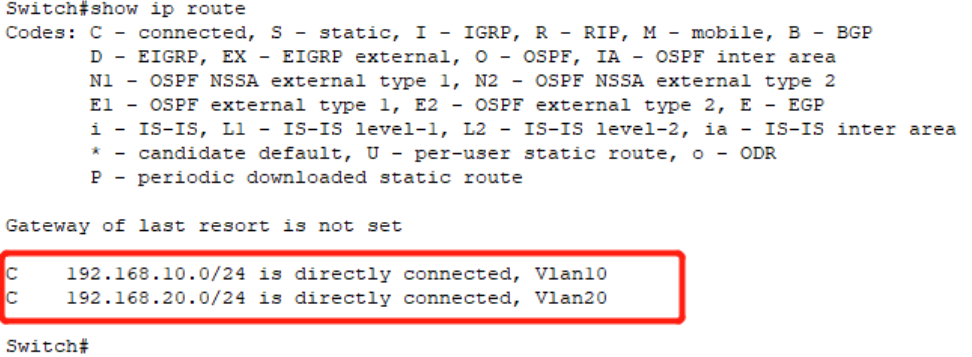 Switch#show ip route
Codes: C - connected, S - static, I - IGRP, R - RIP, M - mobile, B - BGP
D - EIGRP, EX - EIGRP external, O - OSPF, IA - OSPF inter area
N1 - OSPF NSSA external type 1, N2 - OSPF NSSA external type 2
E1 - OSPF external type 1, E2 - OSPF external type 2, E - EGP
i - IS-IS, L1 - IS-IS level-1, L2 - IS-IS level-2, ia - IS-IS inter area
* - candidate default, U - per-user static route, o - ODR
P - periodic downloaded static route
Gateway of last resort is not set
C 192.168.10.0/24 is directly connected, Vlan10
C 192.168.20.0/24 is directly connected, Vlan20
Switch#